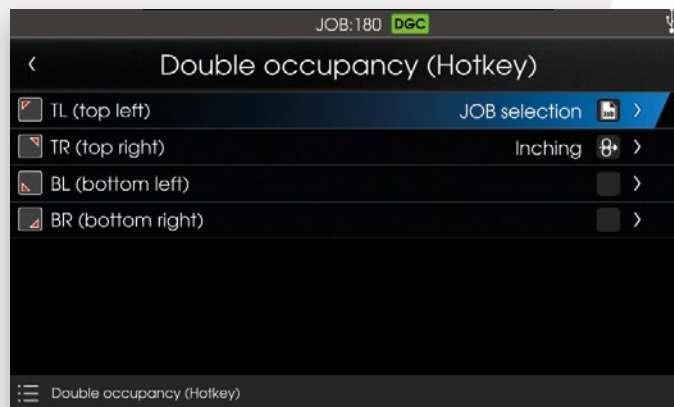 JOB:180 DGC
Double occupancy (Hotkey)
TL (top left) JOB selection Job
TR (top right) Inching
BL (bottom left)
BR (bottom right)
Double occupancy (Hotkey)